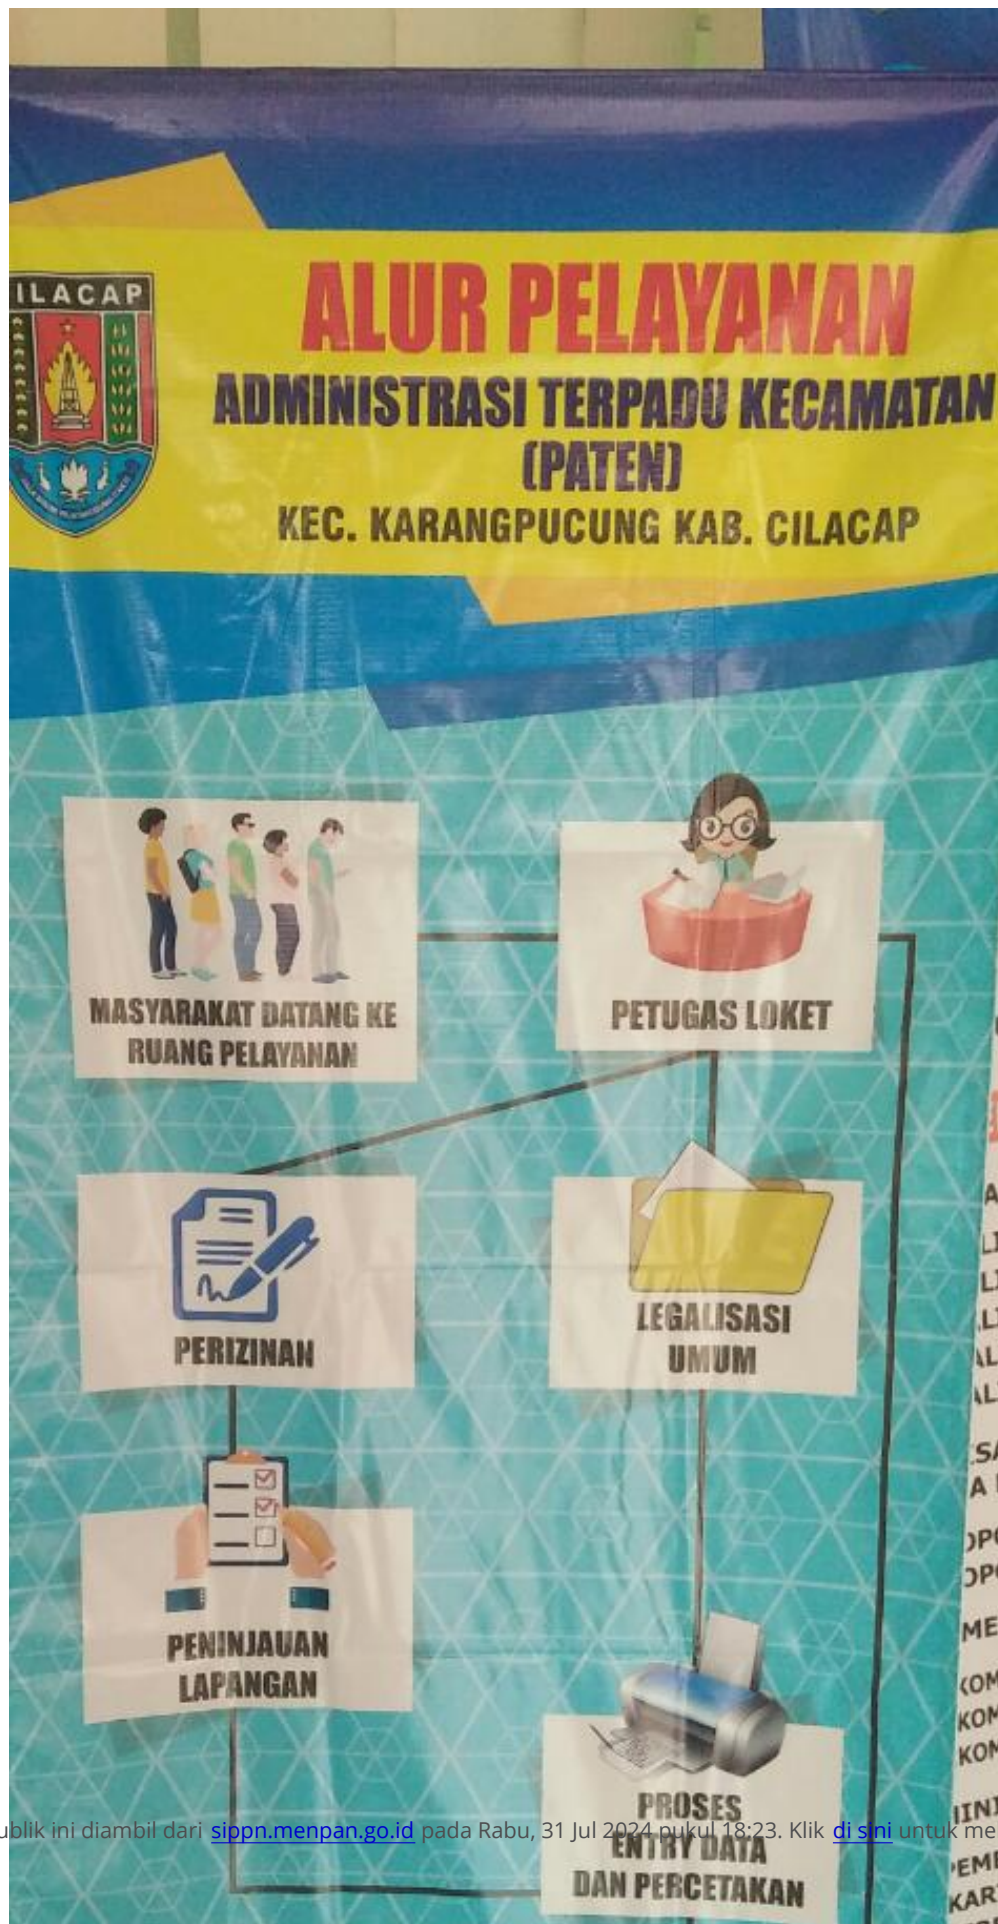 ILACAP
ALUR PELAYANAN
ADMINISTRASI TERPADU KECAMATAN
(PATEN)
KEC. KARANGPUCUNG KAB. CILACAP
MASYARAKAT DATANG KE
RUANG PELAYANAN
PETUGAS LOKET
PERIZINAN
LEGALISASI
UMUM
PENINJAUAN
LAPANGAN
PROSES
ublik ini diambil dari sippn.menpan.go.id pada Rabu, 31 Jul 2024 pukul 18:23. Klik di sini untuk me
ENTRY DATA
DAN PERCETAKAN